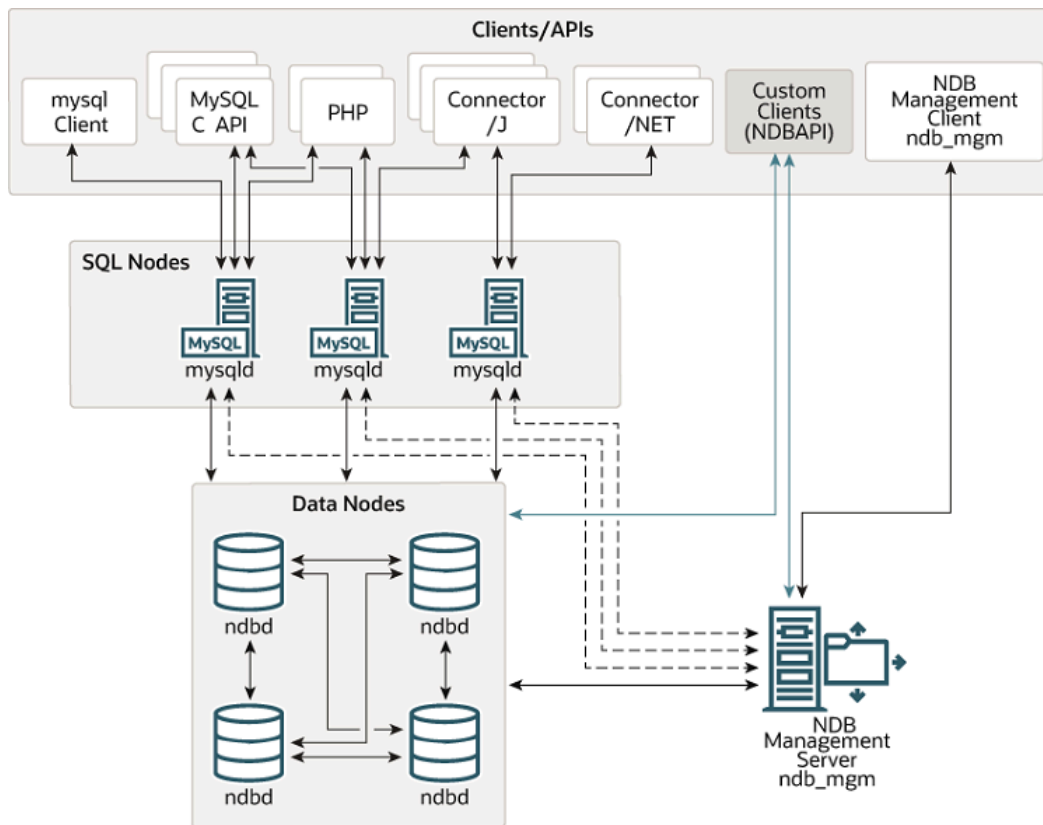 Clients/APIs
mysql
Client
MySQL
C API
PHP
Connector
/J
Connector
/NET
Custom
Clients
(NDBAPI)
NDB
Management
Client
ndb_mgm
SQL Nodes
MySQL
mysqld
MySQL
mysqld
MySQL
mysqld
Data Nodes
ndbd
ndbd
ndbd
ndbd
NDB
Management
Server
ndb_mgm